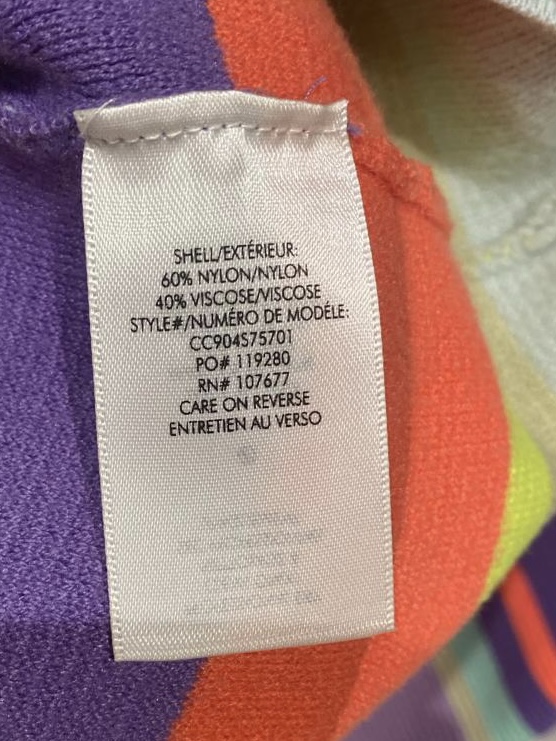 SHELL/EXTÉRIEUR:
60% NYLON/NYLON
40% VISCOSE/VISCOSE
STYLE#/NUMÉRO DE MODÉLE:
CC904S75701
PO# 119280
RN# 107677
CARE ON REVERSE
ENTRETIEN AU VERSO